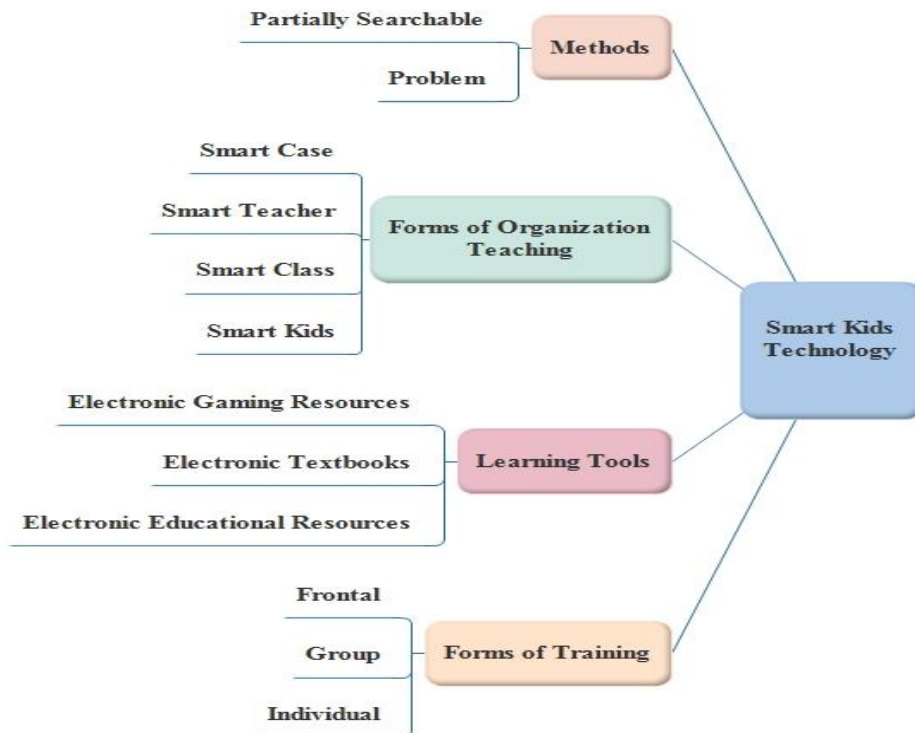 Partially Searchable
Problem
Methods
Smart Case
Smart Teacher
Smart Class
Smart Kids
Forms of Organization
Teaching
Smart Kids
Technology
Electronic Gaming Resources
Electronic Textbooks
Electronic Educational Resources
Learning Tools
Frontal
Group
Individual
Forms of Training